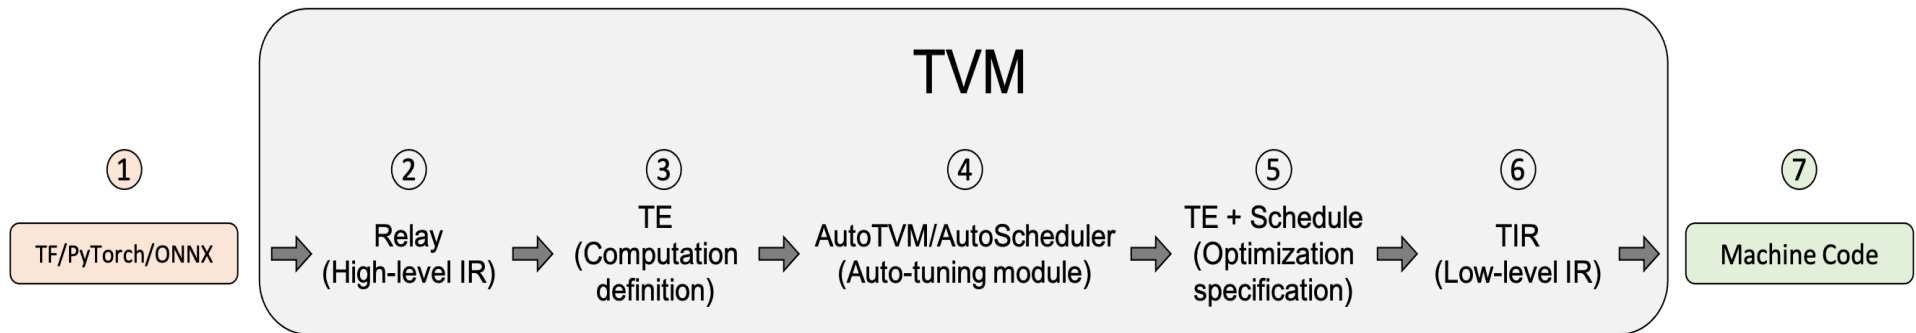 TVM
①
②
③
④
⑤
⑥
⑦
TF/PyTorch/ONNX
Relay
(High-level IR)
TE
(Computation
definition)
AutoTVM/AutoScheduler
(Auto-tuning module)
TE + Schedule
(Optimization
specification)
TIR
(Low-level IR)
Machine Code